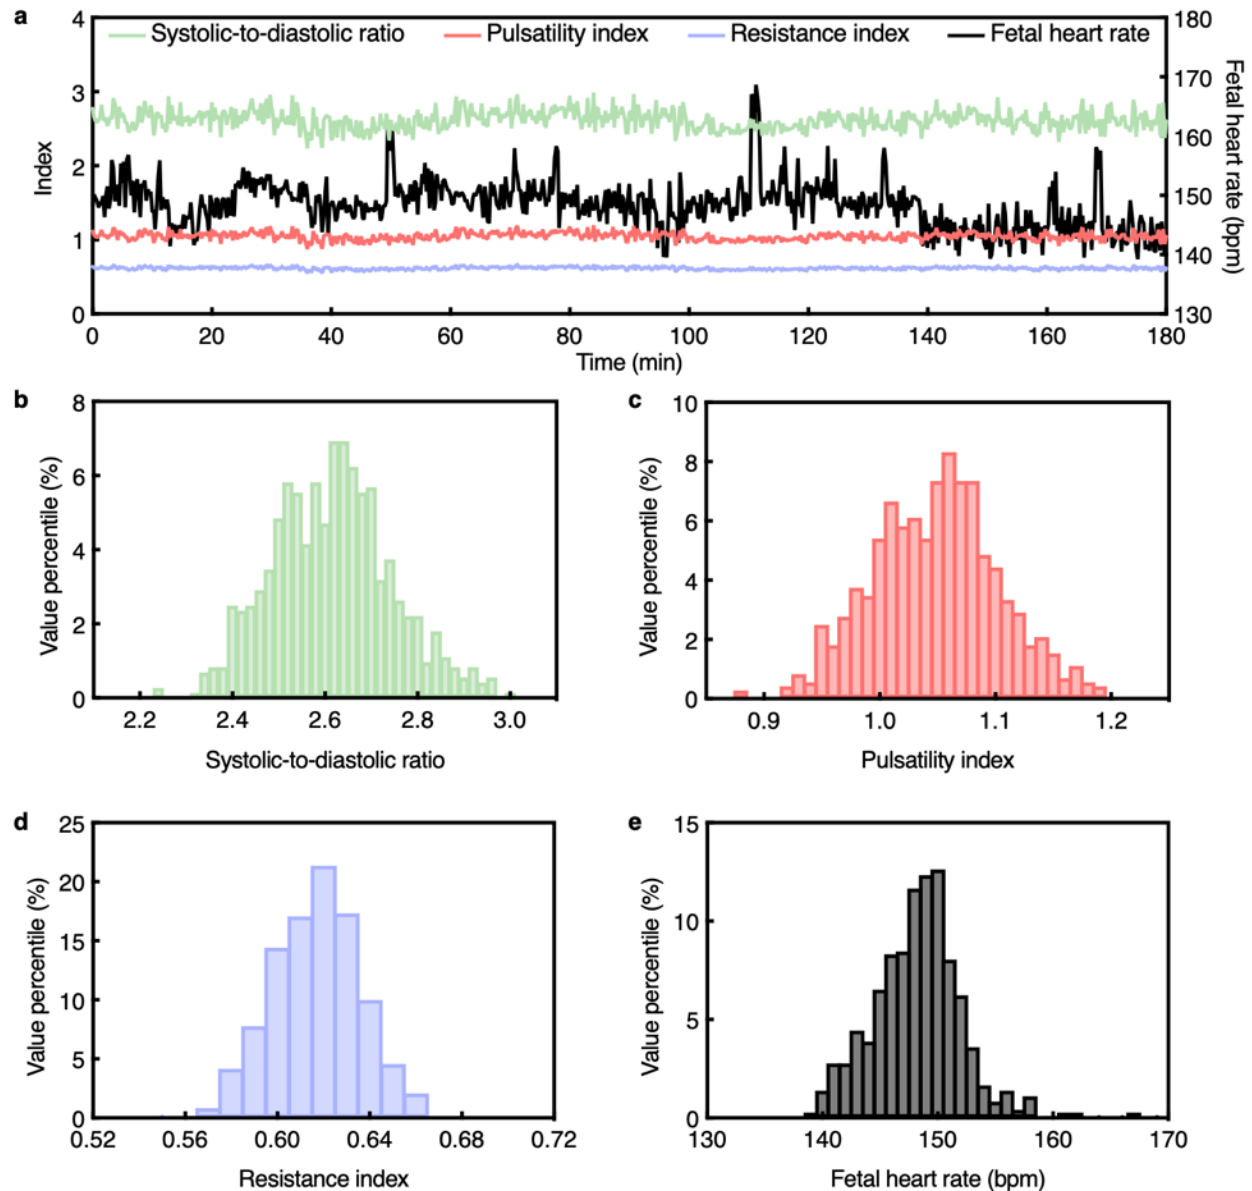 a
4 180
Systolic-to-diastolic ratio Pulsatility index Resistance index Fetal heart rate
3 170
160
2
150
1
140
0 130
Index
Fetal heart rate (bpm)
0 20 40 60 80 100 120 140 160 180
Time (min)
b
8
6
4
2
0
Value percentile (%)
2.2 2.4 2.6 2.8 3.0
Systolic-to-diastolic ratio
c
10
8
6
4
2
0
Value percentile (%)
0.9 1.0 1.1 1.2
Pulsatility index
d
25
20
15
10
5
0
Value percentile (%)
0.52 0.56 0.60 0.64 0.68 0.72
Resistance index
e
15
10
5
0
Value percentile (%)
130 140 150 160 170
Fetal heart rate (bpm)